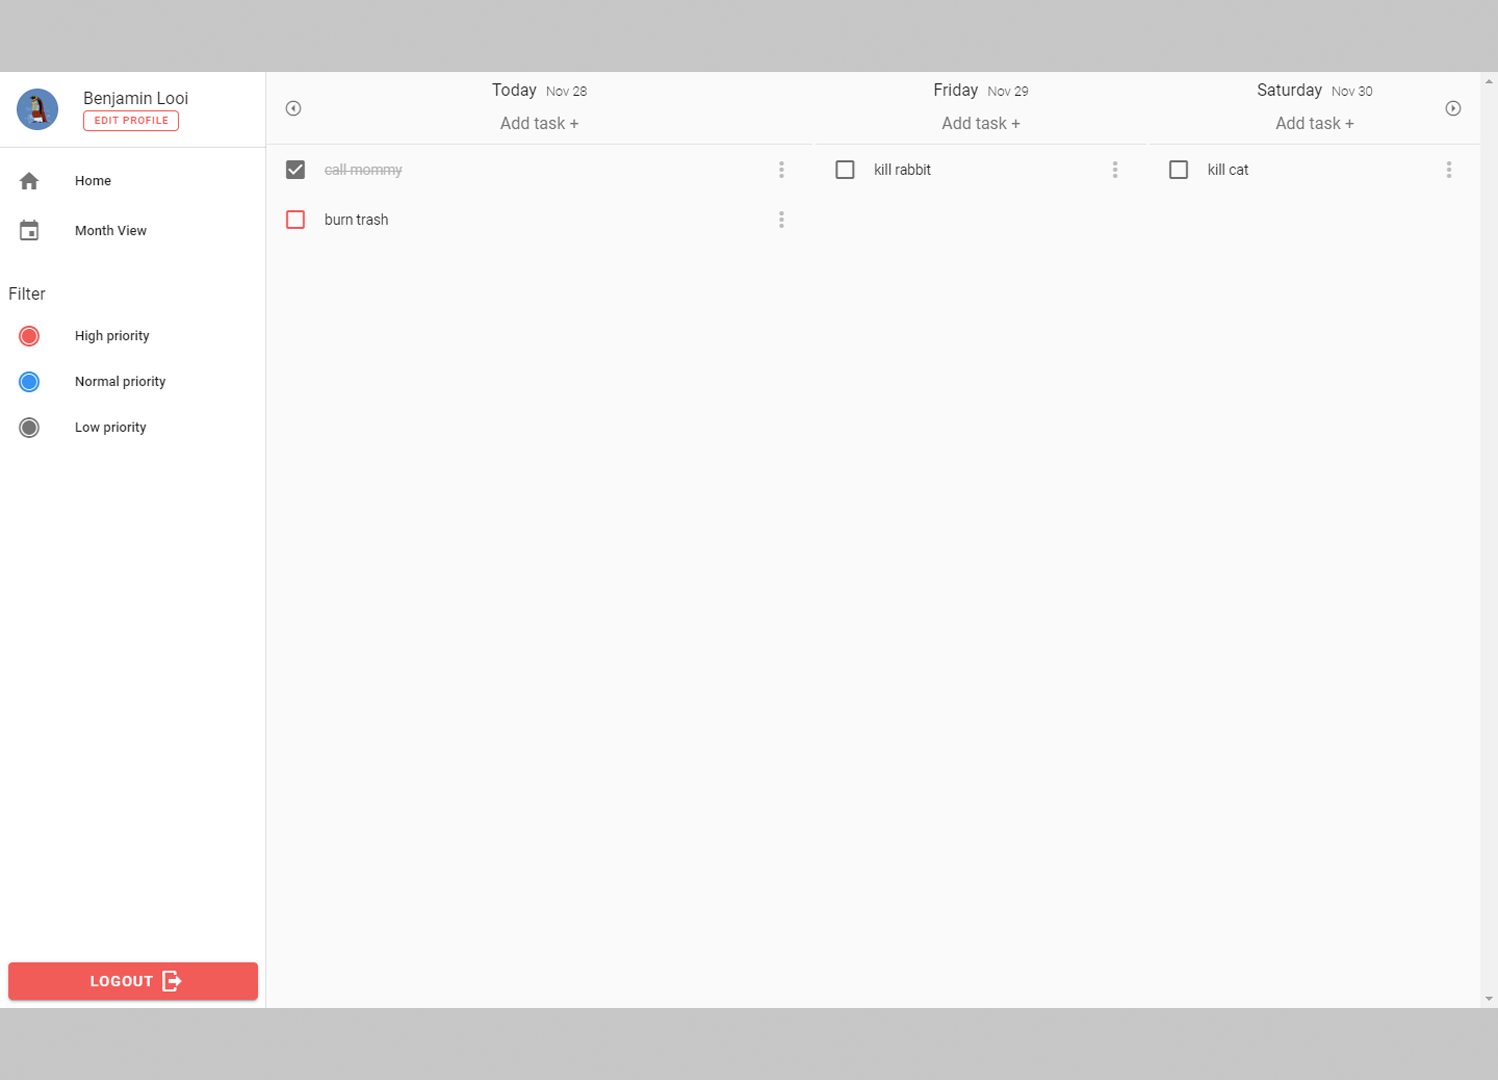 Benjamin Looi
EDIT PROFILE
Home
Month View
Filter
High priority
Normal priority
Low priority
LOGOUT
Today Nov 28
Add task +
call mommy
burn trash
Friday Nov 29
Add task +
kill rabbit
Saturday Nov 30
Add task +
kill cat